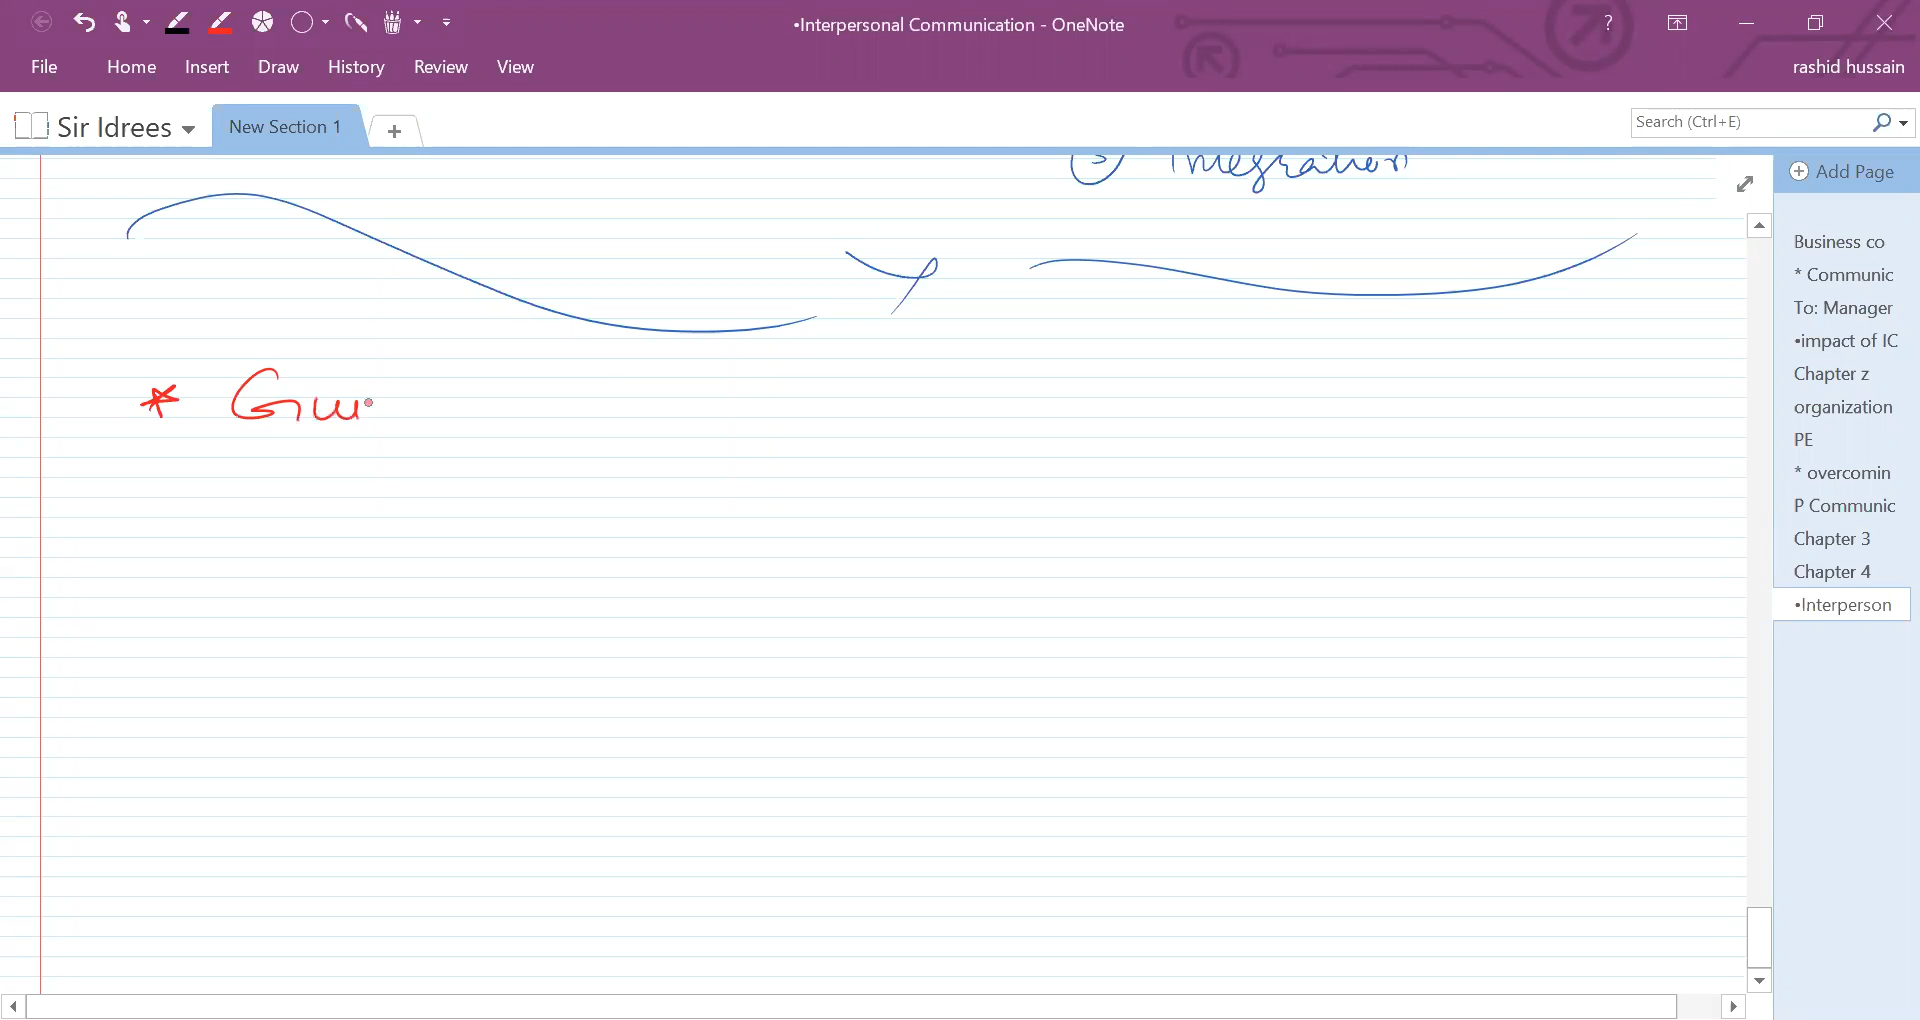 •Interpersonal Communication - OneNote
?
File Home Insert Draw History Review View
rashid hussain
Sir Idrees
New Section 1
+
Search (Ctrl+E)
③ Integration
Add Page
Business co
* Communic
To: Manager
•impact of IC
Chapter z
organization
PE
* overcomin
P Communic
Chapter 3
Chapter 4
•Interperson
*